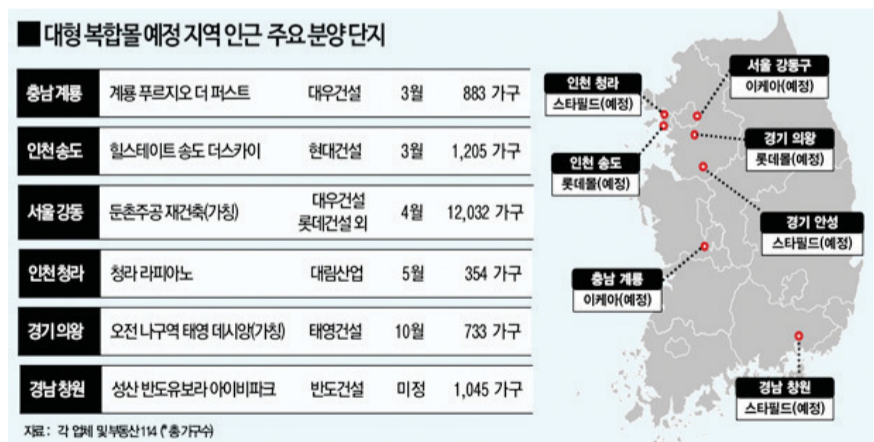 ■ 대형 복합몰 예정 지역 인근 주요 분양 단지
충남 계룡 계룡 푸르지오 더 퍼스트 대우건설 3월 883 가구
인천 송도 힐스테이트 송도 더스카이 현대건설 3월 1,205 가구
서울 강동 둔촌주공 재건축(가칭) 대우건설 롯데건설 외 4월 12,032 가구
인천 청라 청라 라피아노 대림산업 5월 354 가구
경기 의왕 오전 나구역 태영 데시앙(가칭) 태영건설 10월 733 가구
경남 창원 성산 반도유보라 아이비파크 반도건설 미정 1,045 가구
자료 : 각 업체 및 부동산114 (*총 가구수)
서울 강동구
이케아(예정)
인천 청라
스타필드(예정)
경기 의왕
롯데몰(예정)
인천 송도
롯데몰(예정)
경기 안성
스타필드(예정)
충남 계룡
이케아(예정)
경남 창원
스타필드(예정)